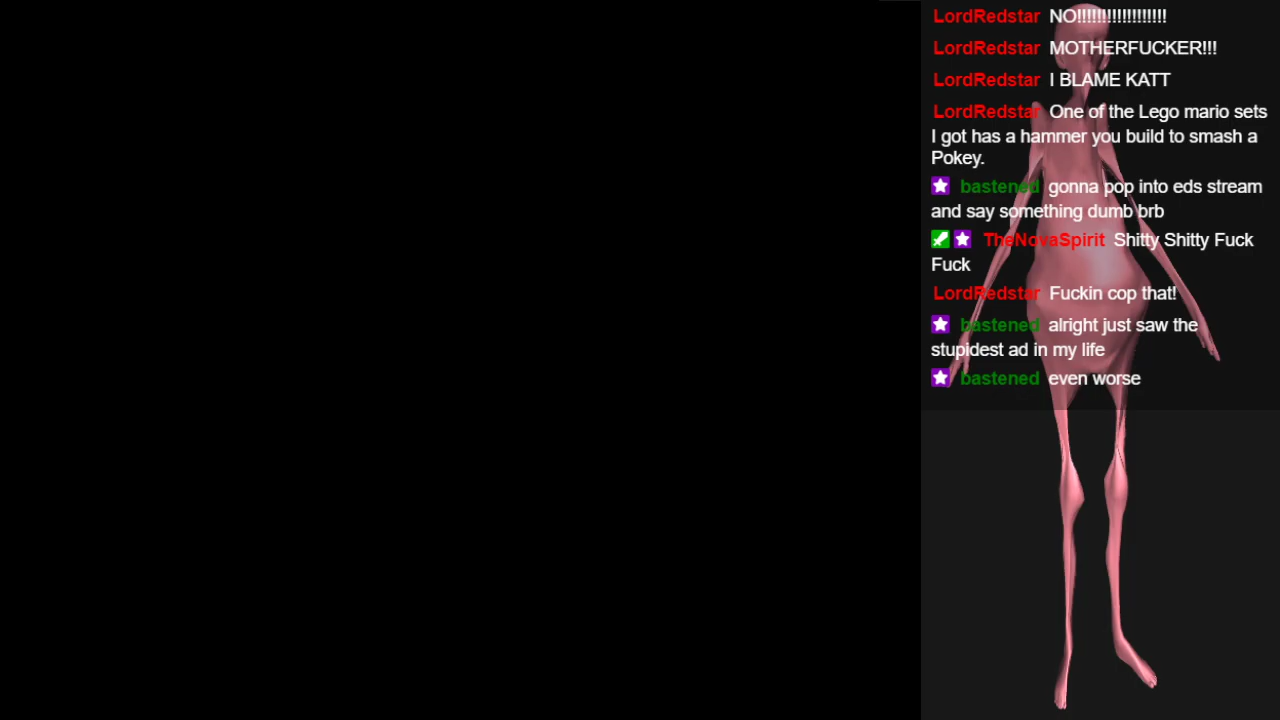 LordRedstar NO!!!!!!!!!!!!!!!!!!
LordRedstar MOTHERFUCKER!!!
LordRedstar I BLAME KATT
LordRedstar One of the Lego mario sets
I got has a hammer you build to smash a
Pokey.
bastened gonna pop into eds stream
and say something dumb brb
TheNovaSpirit Shitty Shitty Fuck
Fuck
LordRedstar Fuckin cop that!
bastened alright just saw the
stupidest ad in my life
bastened even worse